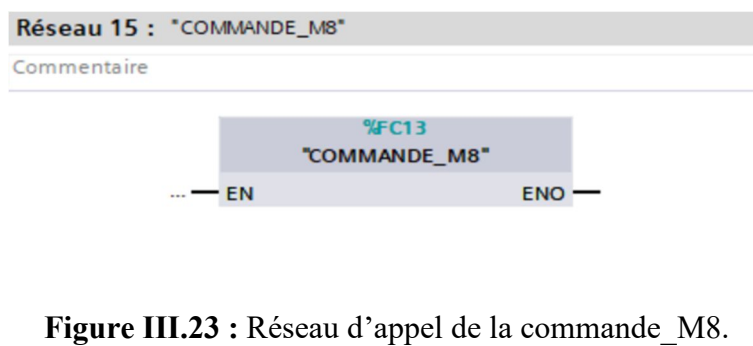 Réseau 15 : "COMMANDE_M8"
Commentaire
%FC13
"COMMANDE_M8"
... EN ENO
Figure III.23 : Réseau d’appel de la commande_M8.